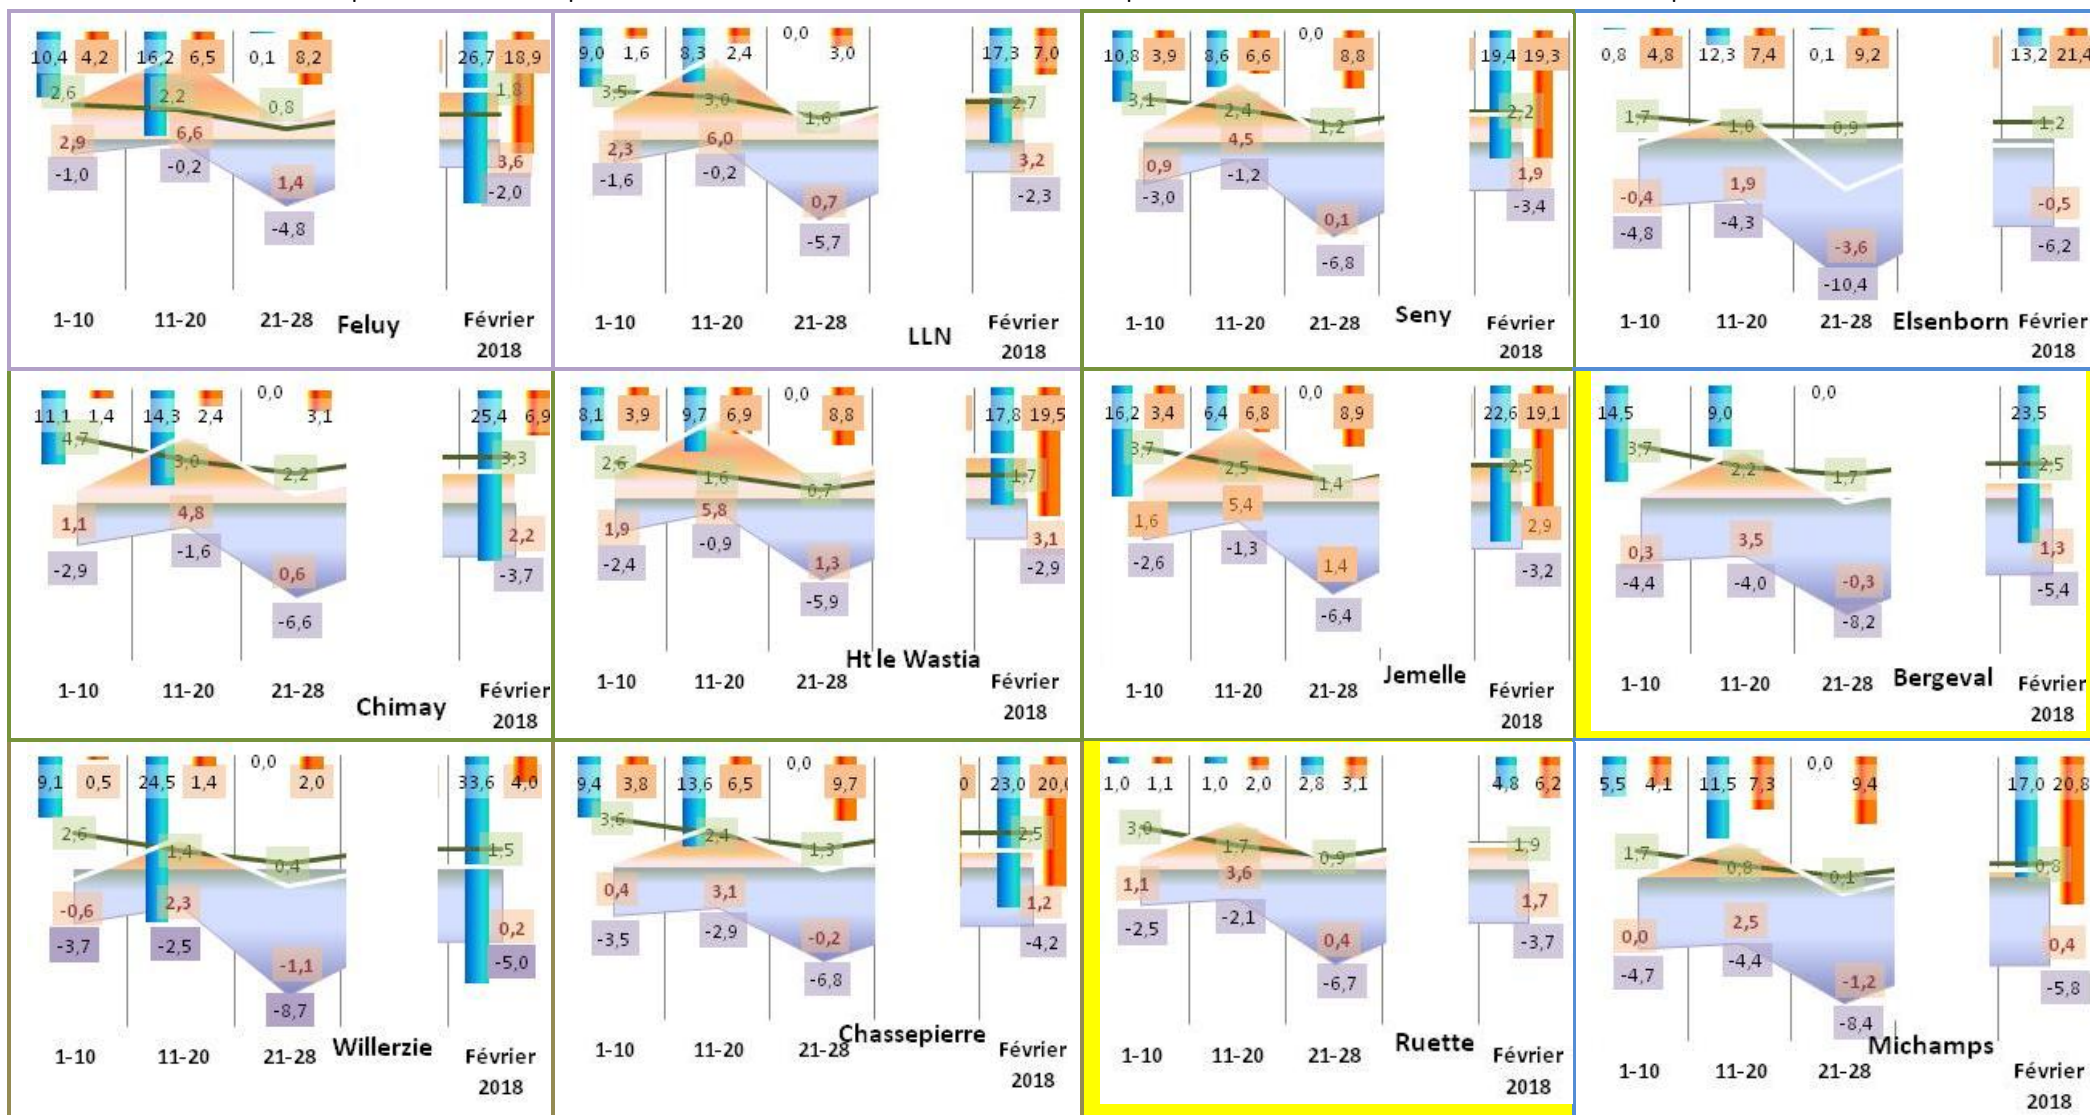 10,4 4,2 16,2 6,5 0,1 8,2 26,7 18,9
2,6 2,2 0,8 1,8
2,9 6,6 1,4 3,6
-1,0 -0,2 -4,8 -2,0
1-10 11-20 21-28 Feluy Février
2018
9,0 1,6 8,3 2,4 0,0 3,0 17,3 7,0
3,5 3,0 1,6 2,7
2,3 6,0 0,7 3,2
-1,6 -0,2 -5,7 -2,3
1-10 11-20 21-28 LLN Février
2018
10,8 3,9 8,6 6,6 0,0 8,8 19,4 19,3
3,1 2,4 1,2 2,2
0,9 4,5 0,1 1,9
-3,0 -1,2 -6,8 -3,4
1-10 11-20 21-28 Seny Février
2018
0,8 4,8 12,3 7,4 0,1 9,2 13,2 21,4
1,7 1,0 0,9 1,2
-0,4 1,9 -3,6 -0,5
-4,8 -4,3 -10,4 -6,2
1-10 11-20 21-28 Elsenborn Février
2018
11,1 1,4 14,3 2,4 0,0 3,1 25,4 6,9
4,7 3,0 2,2 3,3
1,1 4,8 0,6 2,2
-2,9 -1,6 -6,6 -3,7
1-10 11-20 21-28 Chimay Février
2018
8,1 3,9 9,7 6,9 0,0 8,8 17,8 19,5
2,6 1,6 0,7 1,7
1,9 5,8 1,3 3,1
-2,4 -0,9 -5,9 -2,9
1-10 11-20 21-28 Ht le Wastia Février
2018
16,2 3,4 6,4 6,8 0,0 8,9 22,6 19,1
3,7 2,5 1,4 2,5
1,6 5,4 1,4 2,9
-2,6 -1,3 -6,4 -3,2
1-10 11-20 21-28 Jemelle Février
2018
14,5 9,0 0,0 23,5
3,7 2,2 1,7 2,5
0,3 3,5 -0,3 1,3
-4,4 -4,0 -8,2 -5,4
1-10 11-20 21-28 Bergeval Février
2018
9,1 0,5 24,5 1,4 0,0 2,0 33,6 4,0
2,6 1,4 0,4 1,5
-0,6 2,3 -1,1 0,2
-3,7 -2,5 -8,7 -5,0
1-10 11-20 21-28 Willerzie Février
2018
9,4 3,8 13,6 6,5 0,0 9,7 0 23,0 20,0
3,6 2,4 1,3 2,5
0,4 3,1 -0,2 1,2
-3,5 -2,9 -6,8 -4,2
1-10 11-20 21-28 Chassepierre Février
2018
1,0 1,1 1,0 2,0 2,8 3,1 4,8 6,2
3,0 1,7 0,9 1,9
1,1 3,6 0,4 1,7
-2,5 -2,1 -6,7 -3,7
1-10 11-20 21-28 Ruette Février
2018
5,5 4,1 11,5 7,3 0,0 9,4 17,0 20,8
1,7 0,8 0,1 0,8
0,0 2,5 -1,2 0,4
-4,7 -4,4 -8,4 -5,8
1-10 11-20 21-28 Michamps Février
2018